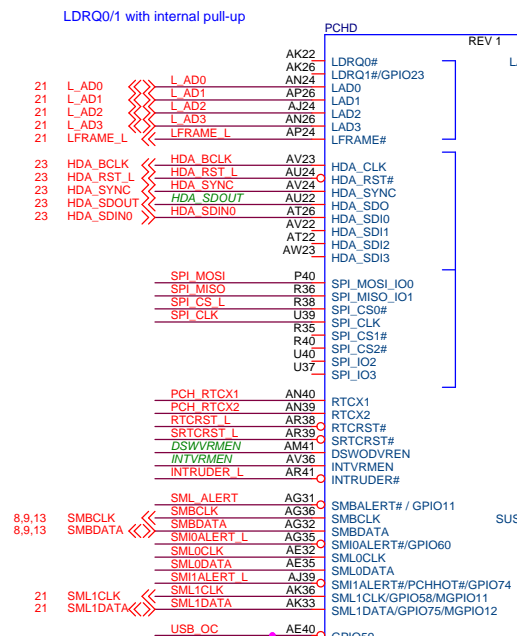 LDRQ0/1 with internal pull-up
PCHD
REV 1
AK22 LDRQ0#
AK26 LDRQ1#/GPIO23
21 L_AD0 L_AD0 AN24 LAD0
21 L_AD1 L_AD1 AP26 LAD1
21 L_AD2 L_AD2 AJ24 LAD2
21 L_AD3 L_AD3 AN26 LAD3
21 LFRAME_L LFRAME_L AP24 LFRAME#
23 HDA_BCLK HDA_BCLK AV23 HDA_CLK
23 HDA_RST_L HDA_RST_L AU24 HDA_RST#
23 HDA_SYNC HDA_SYNC AV24 HDA_SYNC
23 HDA_SDOUT HDA_SDOUT AU22 HDA_SDO
23 HDA_SDIN0 HDA_SDIN0 AT26 HDA_SDI0
AV22 HDA_SDI1
AT22 HDA_SDI2
AW23 HDA_SDI3
SPI_MOSI P40 SPI_MOSI_IO0
SPI_MISO R36 SPI_MISO_IO1
SPI_CS_L R38 SPI_CS0#
SPI_CLK U39 SPI_CLK
R35 SPI_CS1#
R40 SPI_CS2#
U40 SPI_IO2
U37 SPI_IO3
PCH_RTCX1 AN40 RTCX1
PCH_RTCX2 AN39 RTCX2
RTCRST_L AR38 RTCRST#
SRTCRST_L AR39 SRTCRST#
DSWVRMEN AM41 DSWODVREN
INTVRMEN AV36 INTVRMEN
INTRUDER_L AR41 INTRUDER#
SML_ALERT AG31 SMBALERT# / GPIO11
8,9,13 SMBCLK SMBCLK AG36 SMBCLK SUS
8,9,13 SMBDATA SMBDATA AG32 SMBDATA
SMI0ALERT_L AG35 SMI0ALERT#/GPIO60
SML0CLK AE32 SML0CLK
SML0DATA AE35 SML0DATA
SMI1ALERT_L AJ39 SMI1ALERT#/PCHHOT#/GPIO74
21 SML1CLK SML1CLK AK36 SML1CLK/GPIO58/MGPIO11
21 SML1DATA SML1DATA AK33 SML1DATA/GPIO75/MGPIO12
USB_OC AE40